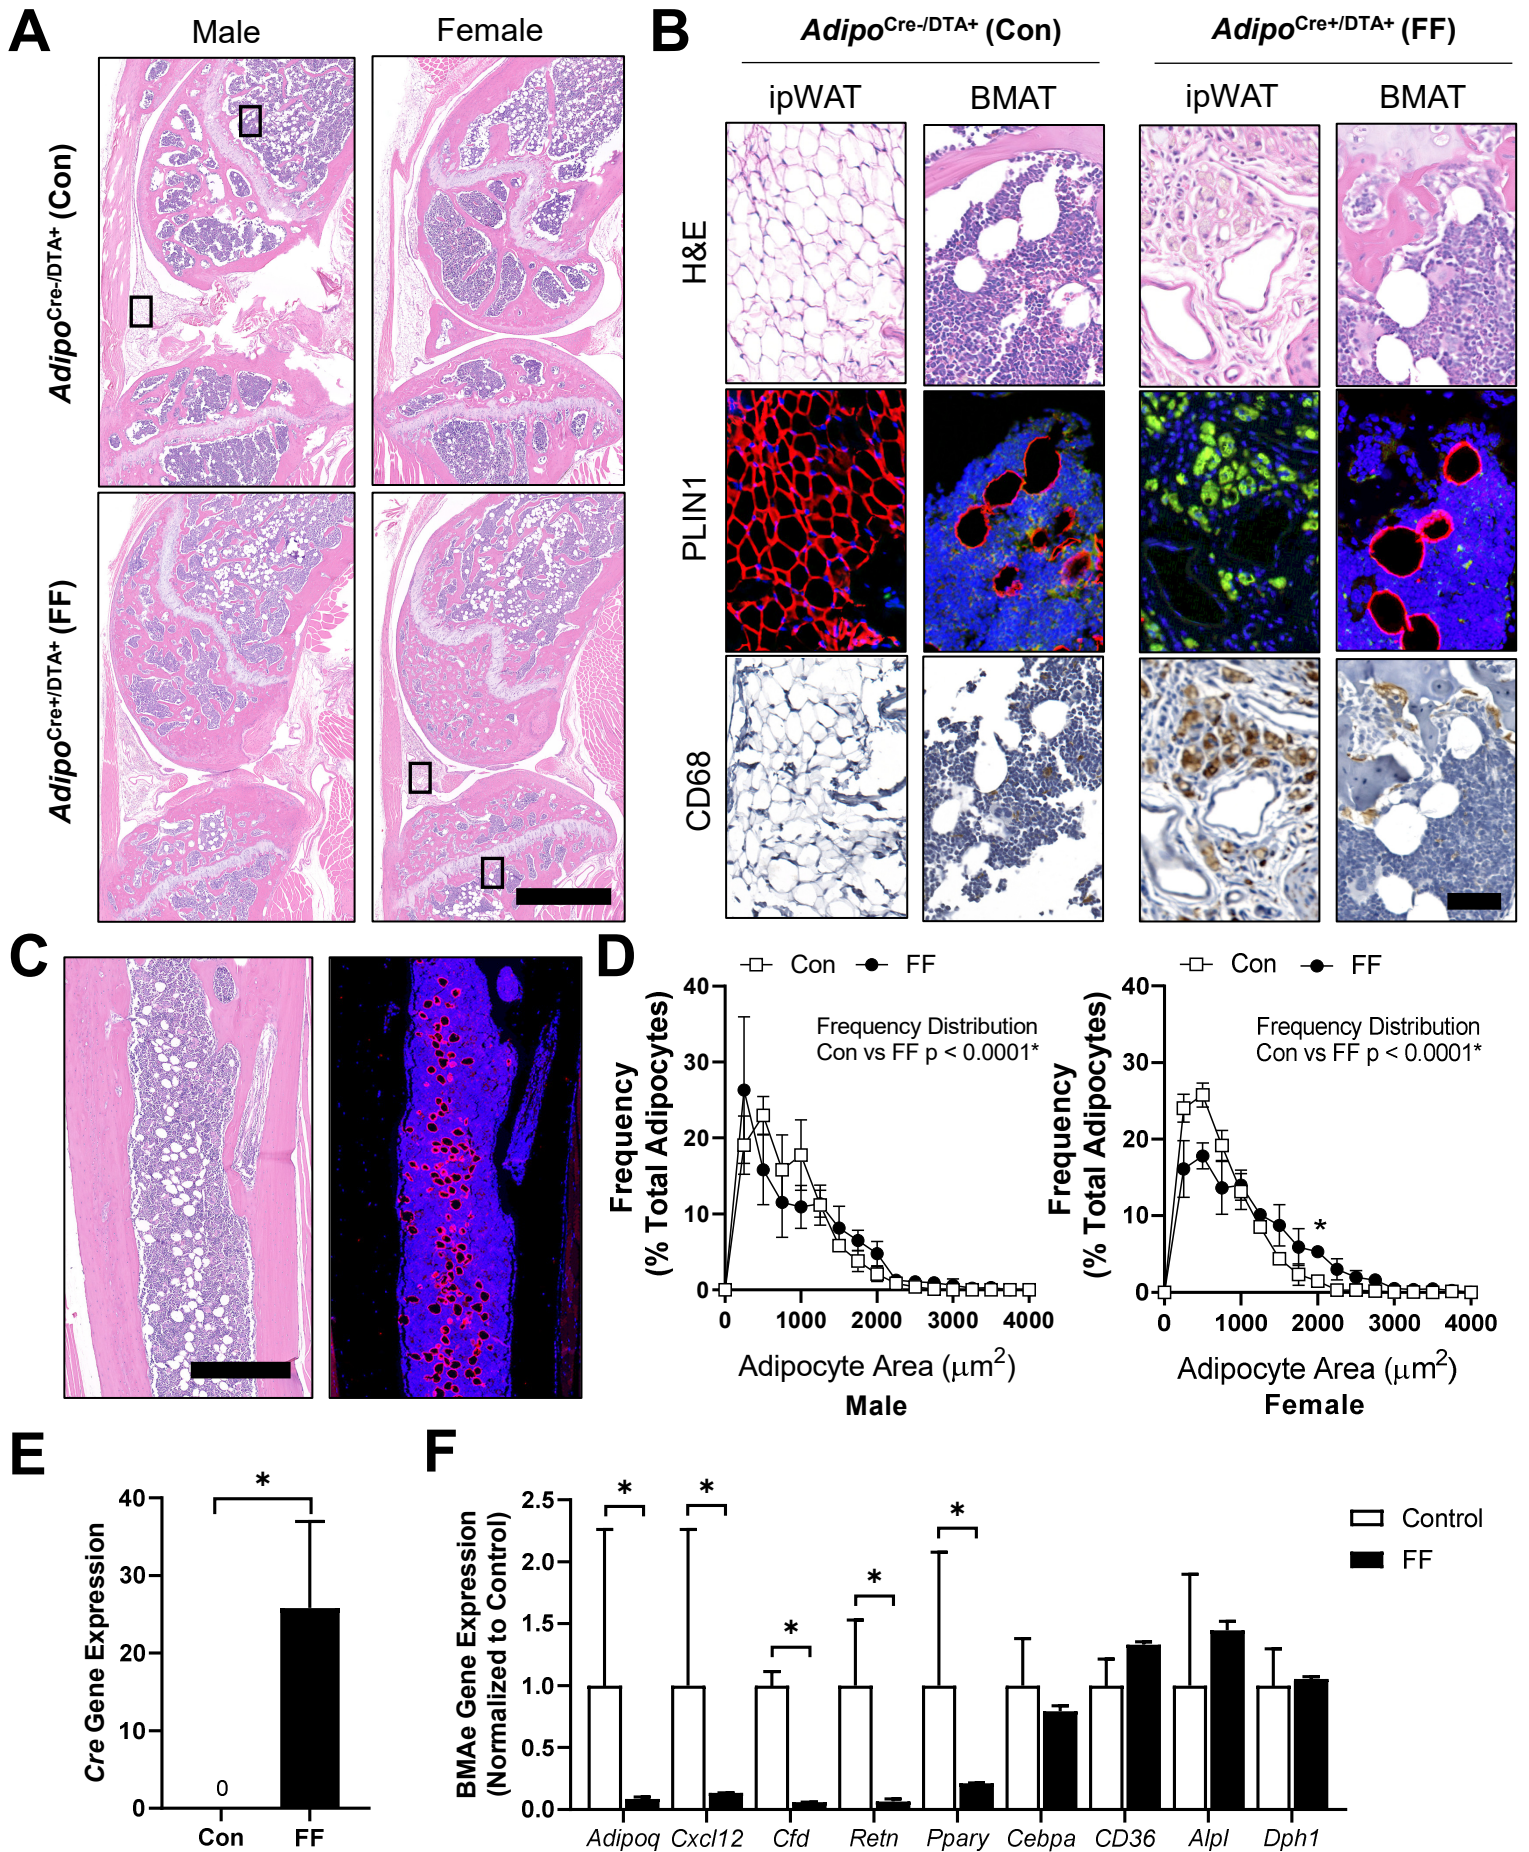 A
Male
Female
AdipoCre-/DTA+ (Con)
AdipoCre+/DTA+ (FF)
B
AdipoCre-/DTA+ (Con)
AdipoCre+/DTA+ (FF)
ipWAT
BMAT
ipWAT
BMAT
H&E
PLIN1
CD68
C
D
Con
FF
Frequency Distribution
Con vs FF p < 0.0001*
Frequency
(% Total Adipocytes)
40
30
20
10
0
0 1000 2000 3000 4000
Adipocyte Area (μm2)
Male
Con
FF
Frequency Distribution
Con vs FF p < 0.0001*
Frequency
(% Total Adipocytes)
40
30
20
10
0
*
0 1000 2000 3000 4000
Adipocyte Area (μm2)
Female
E
*
Cre Gene Expression
40
30
20
10
0
0
Con
FF
F
BMAe Gene Expression
(Normalized to Control)
2.5
2.0
1.5
1.0
0.5
0.0
* * * * *
Control
FF
Adipoq Cxcl12 Cfd Retn Pparγ Cebpa CD36 Alpl Dph1